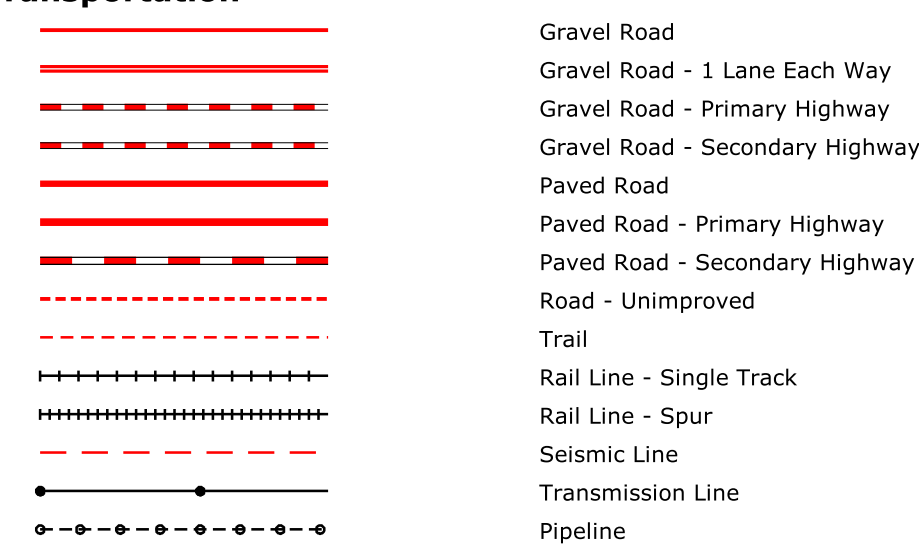 Transportation
Gravel Road
Gravel Road - 1 Lane Each Way
Gravel Road - Primary Highway
Gravel Road - Secondary Highway
Paved Road
Paved Road - Primary Highway
Paved Road - Secondary Highway
Road - Unimproved
Trail
Rail Line - Single Track
Rail Line - Spur
Seismic Line
Transmission Line
Pipeline